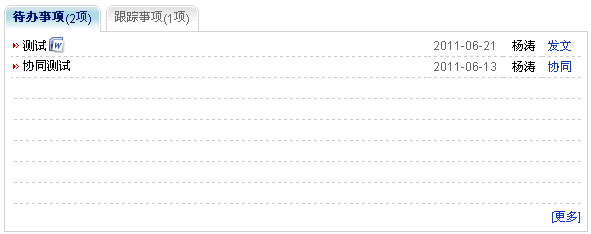 待办事项(2项) 跟踪事项(1项)
测试 2011-06-21 杨涛 发文
协同测试 2011-06-13 杨涛 协同
[更多]